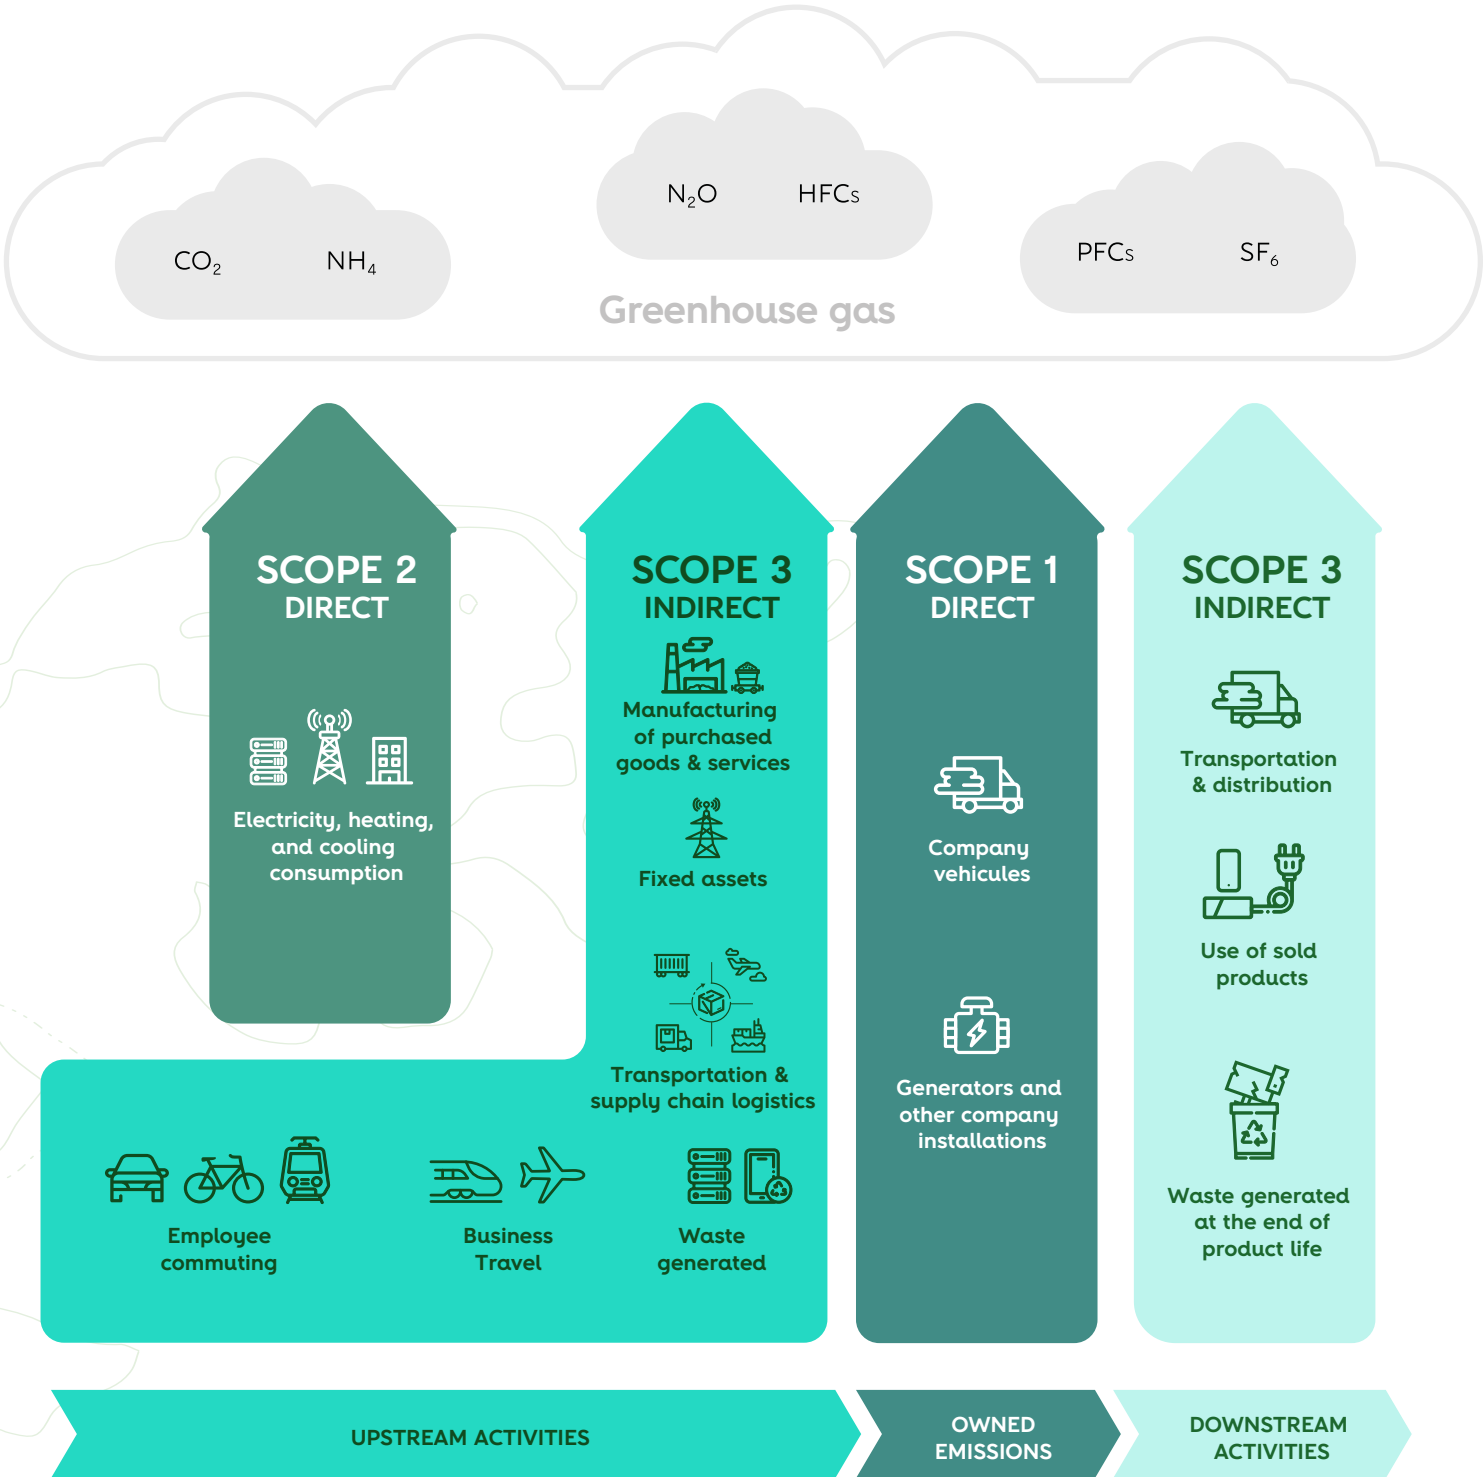 CO₂
NH₄
N₂O
HFCs
PFCs
SF₆
Greenhouse gas
SCOPE 2
DIRECT
Electricity, heating,
and cooling
consumption
SCOPE 3
INDIRECT
Manufacturing
of purchased
goods & services
Fixed assets
Transportation &
supply chain logistics
Employee
commuting
Business
Travel
Waste
generated
SCOPE 1
DIRECT
Company
vehicules
Generators and
other company
installations
SCOPE 3
INDIRECT
Transportation
& distribution
Use of sold
products
Waste generated
at the end of
product life
UPSTREAM ACTIVITIES
OWNED
EMISSIONS
DOWNSTREAM
ACTIVITIES